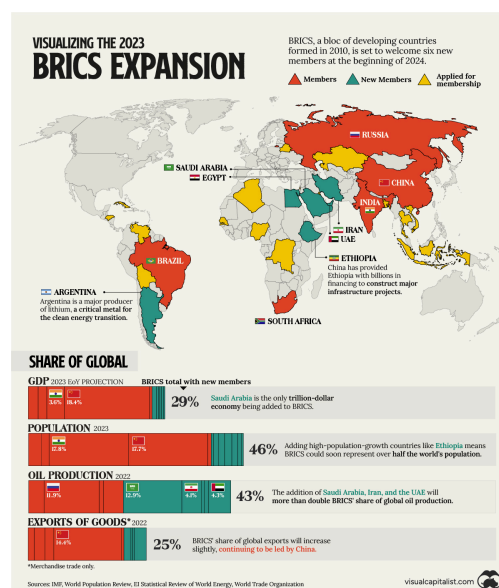 VISUALIZING THE 2023
BRICS EXPANSION
BRICS, a bloc of developing countries
formed in 2010, is set to welcome six new
members at the beginning of 2024.
Members
New Members
Applied for
membership
RUSSIA
SAUDI ARABIA
EGYPT
CHINA
INDIA
IRAN
UAE
BRAZIL
ETHIOPIA
China has provided
Ethiopia with billions in
financing to construct major
infrastructure projects.
ARGENTINA
Argentina is a major producer
of lithium, a critical metal for
the clean energy transition.
SOUTH AFRICA
SHARE OF GLOBAL
GDP 2023 EoY PROJECTION
BRICS total with new members
3.6% 18.4%
29%
Saudi Arabia is the only trillion-dollar
economy being added to BRICS.
POPULATION 2023
17.8% 17.7%
46%
Adding high-population-growth countries like Ethiopia means
BRICS could soon represent over half the world's population.
OIL PRODUCTION 2022
11.9% 12.9% 4.1% 4.3%
43%
The addition of Saudi Arabia, Iran, and the UAE will
more than double BRICS' share of global oil production.
EXPORTS OF GOODS* 2022
14.4%
25%
BRICS' share of global exports will increase
slightly, continuing to be led by China.
*Merchandise trade only.
Sources: IMF, World Population Review, EI Statistical Review of World Energy, World Trade Organization
visualcapitalist.com